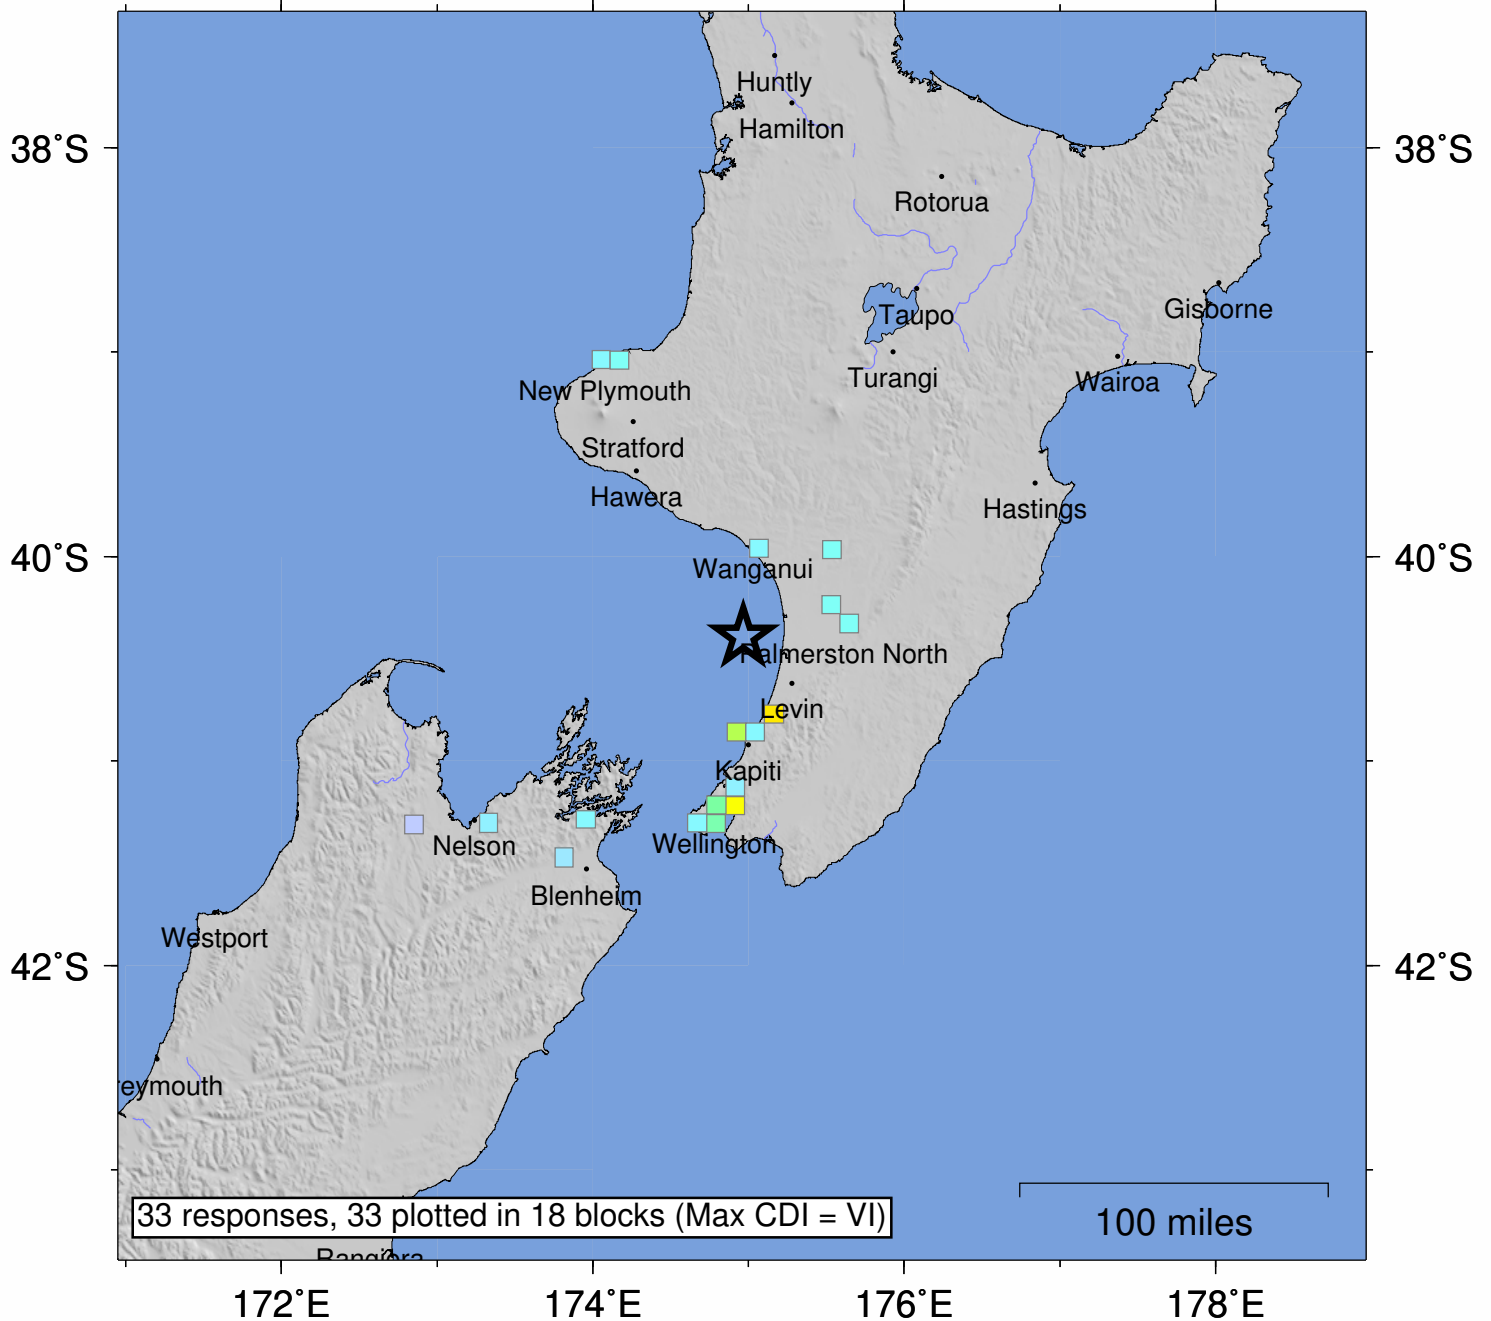 Huntly
Hamilton
38°S
38°S
Rotorua
Gisborne
Taupo
Turangi
Wairoa
New Plymouth
Stratford
Hawera
Hastings
40°S
40°S
Wanganui
Palmerston North
Levin
Kapiti
Wellington
Nelson
Blenheim
Westport
42°S
42°S
reymouth
33 responses, 33 plotted in 18 blocks (Max CDI = VI)
100 miles
Rangiora
172°E
174°E
176°E
178°E